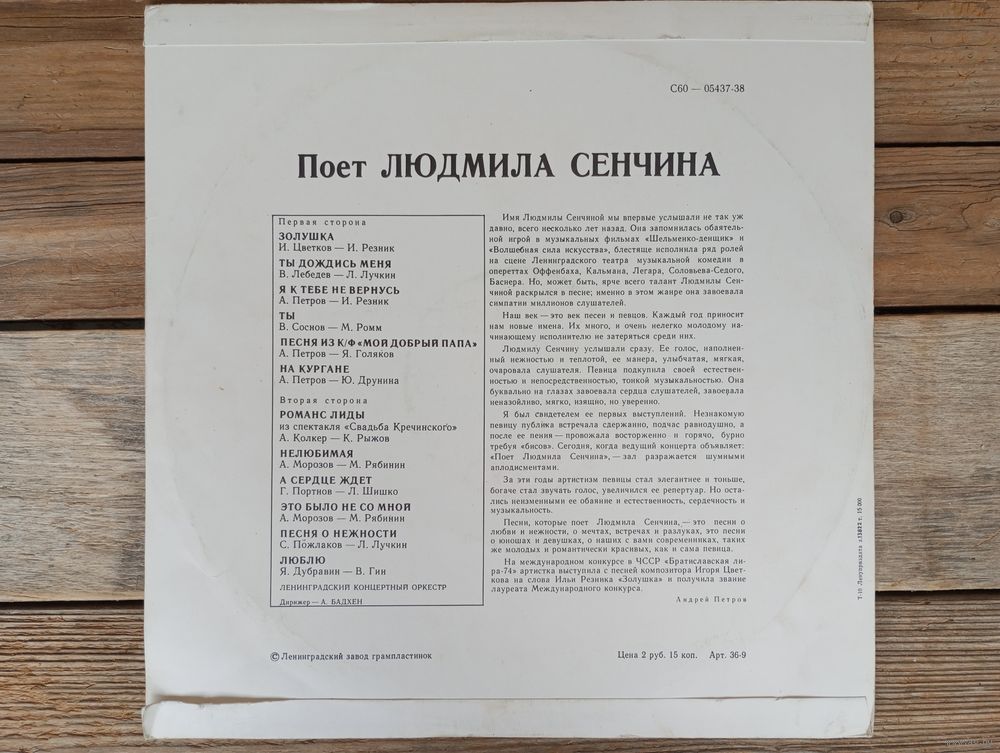 С60 — 05437-38
Поет ЛЮДМИЛА СЕНЧИНА
Первая сторона
ЗОЛУШКА
И. Цветков — И. Резник
ТЫ ДОЖДИСЬ МЕНЯ
В. Лебедев — Л. Лучкин
Я К ТЕБЕ НЕ ВЕРНУСЬ
А. Петров — И. Резник
ТЫ
В. Соснов — М. Ромм
ПЕСНЯ ИЗ К/Ф «МОЙ ДОБРЫЙ ПАПА»
А. Петров — Я. Голяков
НА КУРГАНЕ
А. Петров — Ю. Друнина
Вторая сторона
РОМАНС ЛИДЫ
из спектакля «Свадьба Кречинского»
А. Колкер — К. Рыжов
НЕЛЮБИМАЯ
А. Морозов — М. Рябинин
А СЕРДЦЕ ЖДЕТ
Г. Портнов — Л. Шишко
ЭТО БЫЛО НЕ СО МНОЙ
А. Морозов — М. Рябинин
ПЕСНЯ О НЕЖНОСТИ
С. Пожлаков — Л. Лучкин
ЛЮБЛЮ
Я. Дубравин — В. Гин
ЛЕНИНГРАДСКИЙ КОНЦЕРТНЫЙ ОРКЕСТР
Дирижер — А. БАДХЕН
Имя Людмилы Сенчиной мы впервые услышали не так уж
давно, всего несколько лет назад. Она запомнилась обаятель-
ной игрой в музыкальных фильмах «Шельменко-денщик» и
«Волшебная сила искусства», блестяще исполнила ряд ролей
на сцене Ленинградского театра музыкальной комедии в
опереттах Оффенбаха, Кальмана, Легара, Соловьева-Седого,
Баснера. Но, может быть, ярче всего талант Людмилы Сен-
чиной раскрылся в песне; именно в этом жанре она завоевала
симпатии миллионов слушателей.
Наш век — это век песен и певцов. Каждый год приносит
нам новые имена. Их много, и очень нелегко молодому на-
чинающему исполнителю не затеряться среди них.
Людмилу Сенчину услышали сразу. Ее голос, наполнен-
ный нежностью и теплотой, ее манера, улыбчатая, мягкая,
очаровала слушателя. Певица подкупила своей естествен-
ностью и непосредственностью, тонкой музыкальностью. Она
буквально на глазах завоевала сердца слушателей, завоевала
ненавязчиво, мягко, изящно, но уверенно.
Я был свидетелем ее первых выступлений. Незнакомую
певицу публика встречала сдержанно, подчас равнодушно, а
после ее пения — провожала восторженно и горячо, бурно
требуя «бисов». Сегодня, когда ведущий концерта объявляет:
«Поет Людмила Сенчина», — зал разражается шумными
аплодисментами.
За эти годы артистизм певицы стал элегантнее и тоньше,
богаче стал звучать голос, увеличился ее репертуар. Но оста-
лись неизменными ее обаяние и естественность, сердечность и
музыкальность.
Песни, которые поет Людмила Сенчина, — это песни о
любви и нежности, о мечтах, встречах и разлуках, это песни
о юношах и девушках, о наших с вами современниках, таких
же молодых и романтически красивых, как и сама певица.
На международном конкурсе в ЧССР «Братиславская ли-
ра-74» артистка выступила с песней композитора Игоря Цвет-
кова на слова Ильи Резника «Золушка» и получила звание
лауреата Международного конкурса.
Андрей Петров
© Ленинградский завод грампластинок
Цена 2 руб. 15 коп. Арт. 36-9